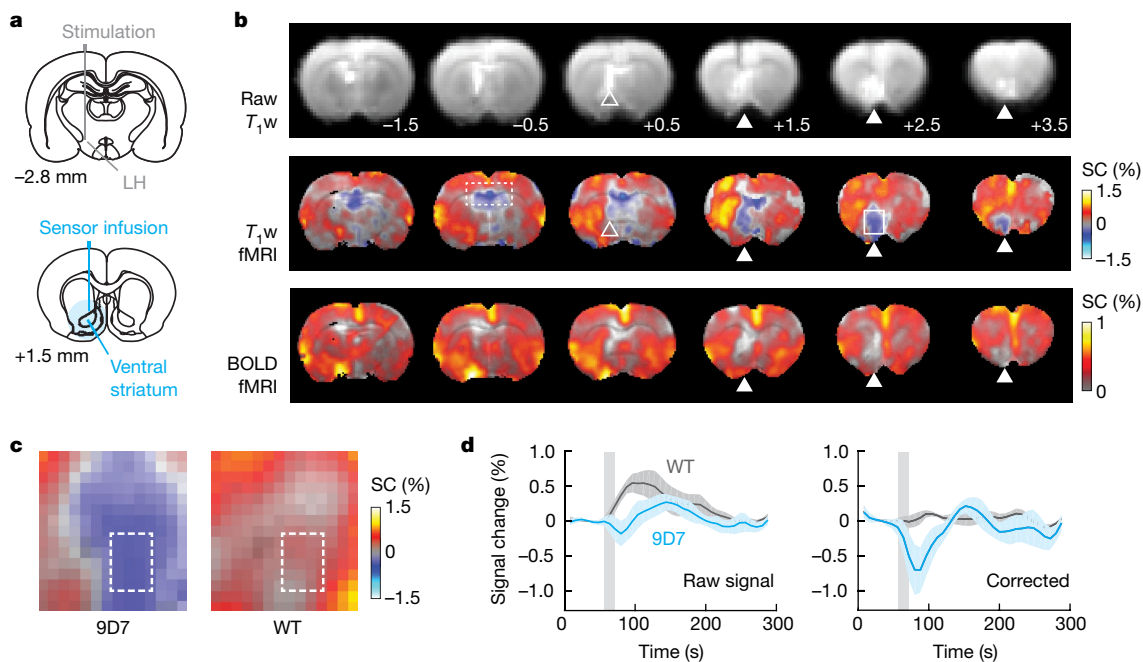 a
Stimulation
LH
−2.8 mm
Sensor infusion
+1.5 mm
Ventral
striatum
b
Raw
T1w
−1.5
−0.5
+0.5
+1.5
+2.5
+3.5
T1w
fMRI
SC (%)
1.5
0
−1.5
BOLD
fMRI
SC (%)
1
0
c
9D7
WT
SC (%)
1.5
0
−1.5
d
Signal change (%)
1.0
0.5
0
−0.5
−1.0
WT
9D7
Raw signal
0
100
200
300
Time (s)
1.0
0.5
0
−0.5
−1.0
Corrected
0
100
200
300
Time (s)